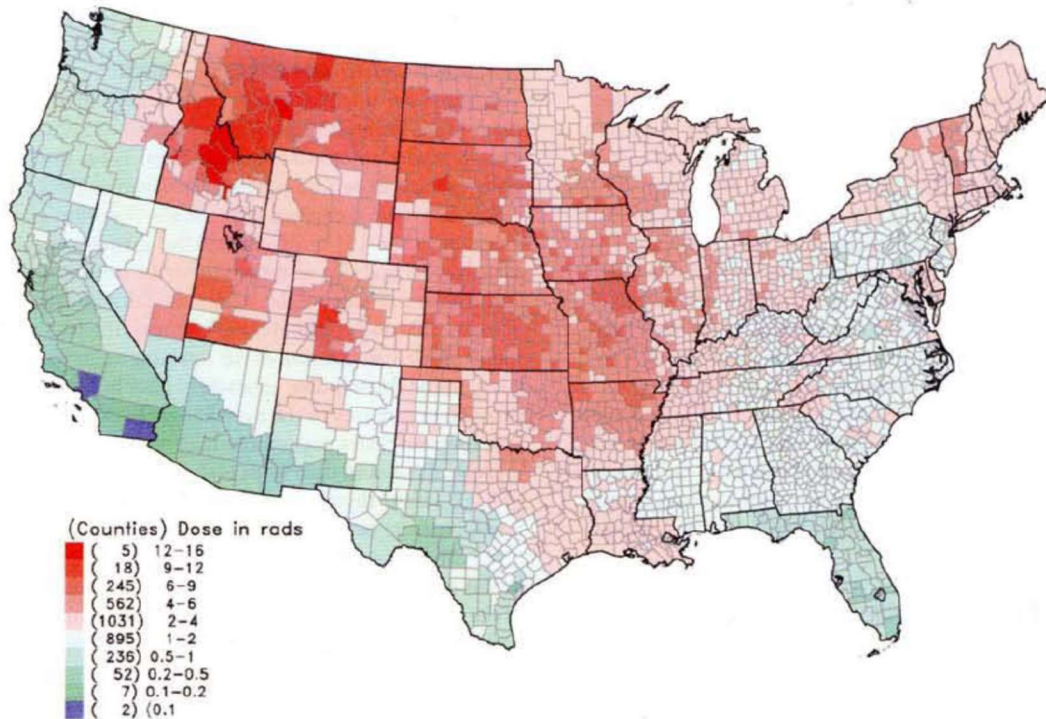 (Counties) Dose in rads
( 5) 12-16
( 18) 9-12
( 245) 6-9
( 562) 4-6
(1031) 2-4
( 895) 1-2
( 236) 0.5-1
( 52) 0.2-0.5
( 7) 0.1-0.2
( 2) <0.1